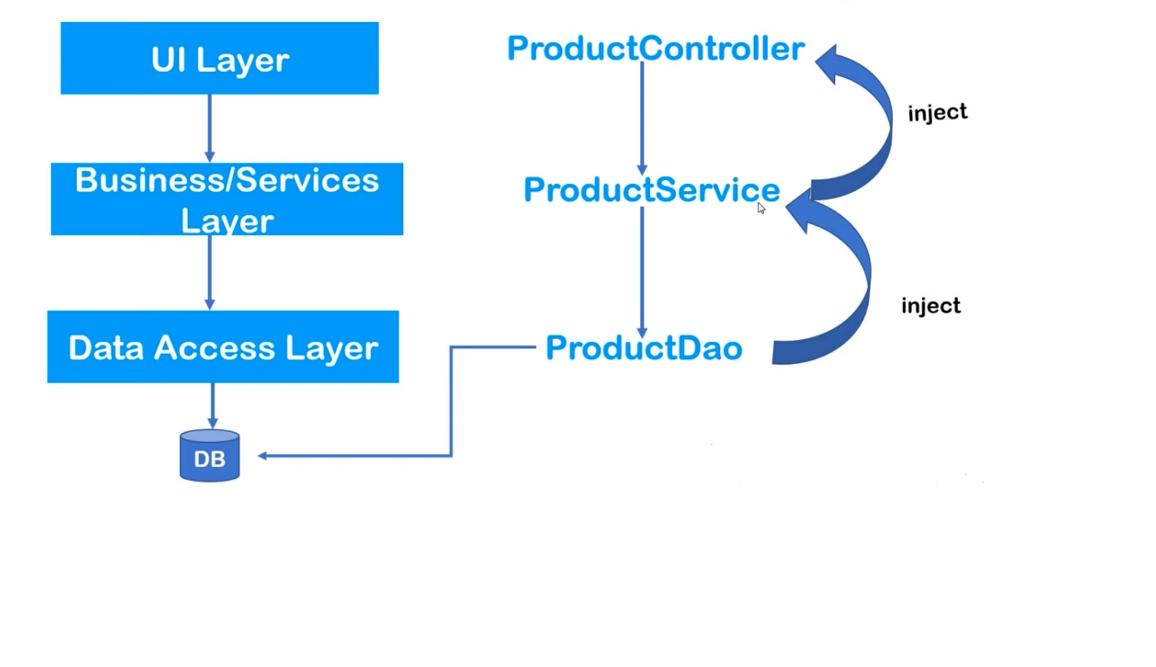 UI Layer
Business/Services
Layer
Data Access Layer
DB
ProductController
inject
ProductService
inject
ProductDao